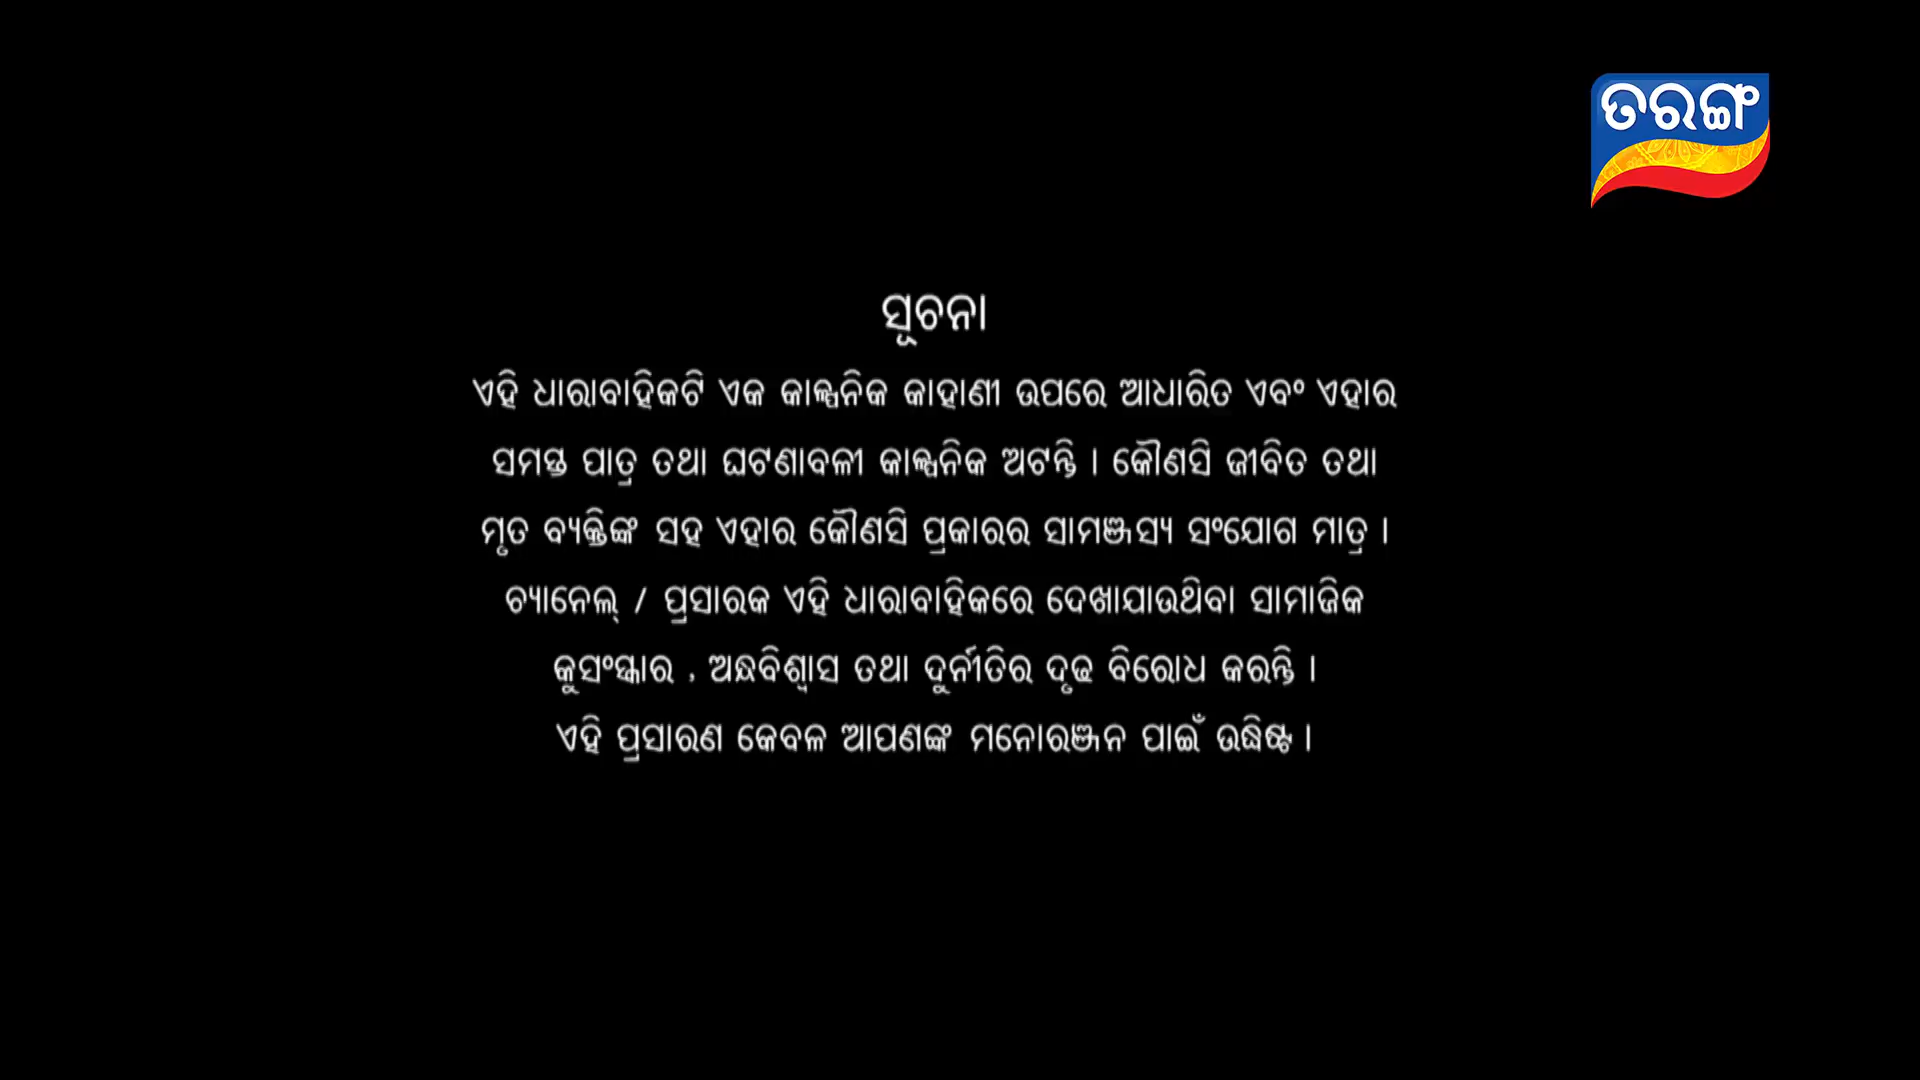 ତରଙ୍ଗ
ସୂଚନା
ଏହି ଧାରାବାହିକଟି ଏକ କାଳ୍ପନିକ କାହାଣୀ ଉପରେ ଆଧାରିତ ଏବଂ ଏହାର
ସମସ୍ତ ପାତ୍ର ତଥା ଘଟଣାବଳୀ କାଳ୍ପନିକ ଅଟନ୍ତି । କୌଣସି ଜୀବିତ ତଥା
ମୃତ ବ୍ୟକ୍ତିଙ୍କ ସହ ଏହାର କୌଣସି ପ୍ରକାରର ସାମଞ୍ଜସ୍ୟ ସଂଯୋଗ ମାତ୍ର ।
ଚ୍ୟାନେଲ୍ / ପ୍ରସାରକ ଏହି ଧାରାବାହିକରେ ଦେଖାଯାଉଥିବା ସାମାଜିକ
କୁସଂସ୍କାର , ଅନ୍ଧବିଶ୍ୱାସ ତଥା ଦୁର୍ନୀତିର ଦୃଢ ବିରୋଧ କରନ୍ତି ।
ଏହି ପ୍ରସାରଣ କେବଳ ଆପଣଙ୍କ ମନୋରଞ୍ଜନ ପାଇଁ ଉଦ୍ଧିଷ୍ଟ ।